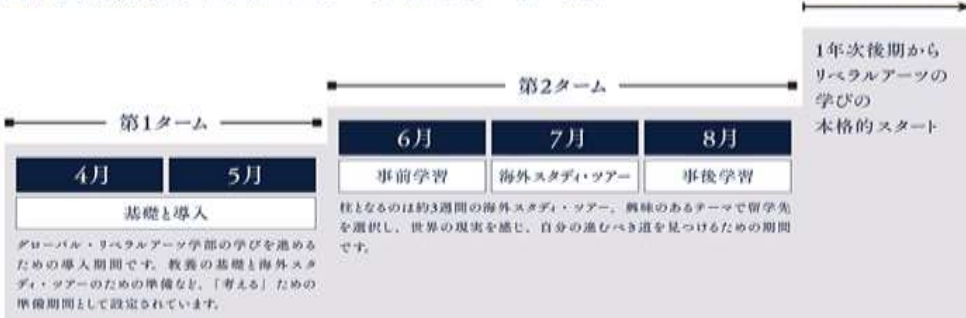 第1ターム
4月
5月
基礎と導入
グローバル・リベラルアーツ学部の学びを進める
ための導入期間です。教養の基礎と海外スタ
ディ・ツアーのための準備など、「考える」ための
準備期間として設定されています。
第2ターム
6月
7月
8月
事前学習
海外スタディ・ツアー
事後学習
柱となるのは約3週間の海外スタディ・ツアー。興味のあるテーマで留学先
を選択し、世界の現実を感じ、自分の進むべき道を見つけるための期間
です。
1年次後期から
リベラルアーツの
学びの
本格的スタート